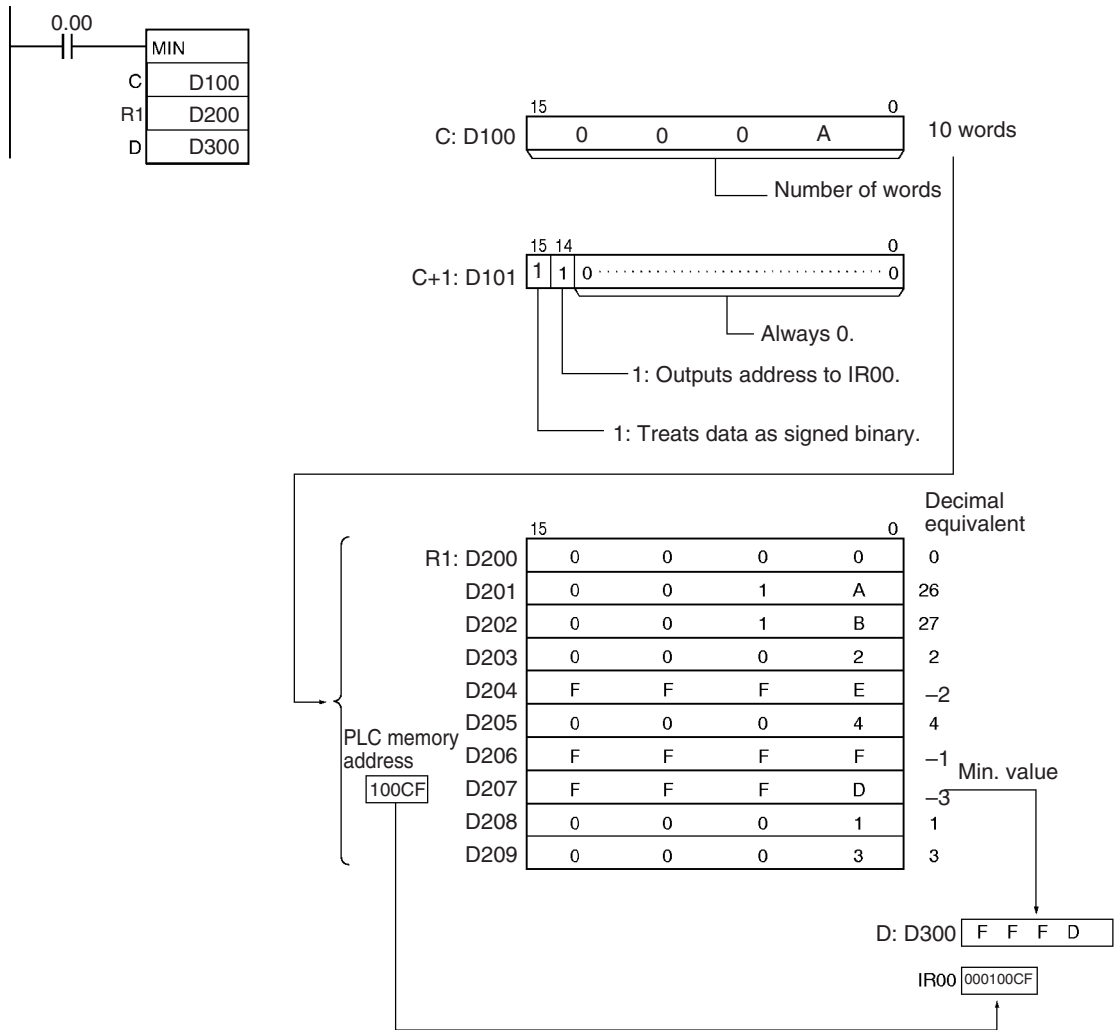 0.00
MIN
C D100
R1 D200
D D300
15 0
C: D100 0 0 0 A 10 words
Number of words
15 14 0
C+1: D101 1 1 0 ········································ 0
Always 0.
1: Outputs address to IR00.
1: Treats data as signed binary.
Decimal
equivalent
15 0
R1: D200 0 0 0 0 0
D201 0 0 1 A 26
D202 0 0 1 B 27
D203 0 0 0 2 2
D204 F F F E –2
D205 0 0 0 4 4
PLC memory
address
D206 F F F F –1
Min. value
100CF
D207 F F F D –3
D208 0 0 0 1 1
D209 0 0 0 3 3
D: D300 F F F D
IR00 000100CF